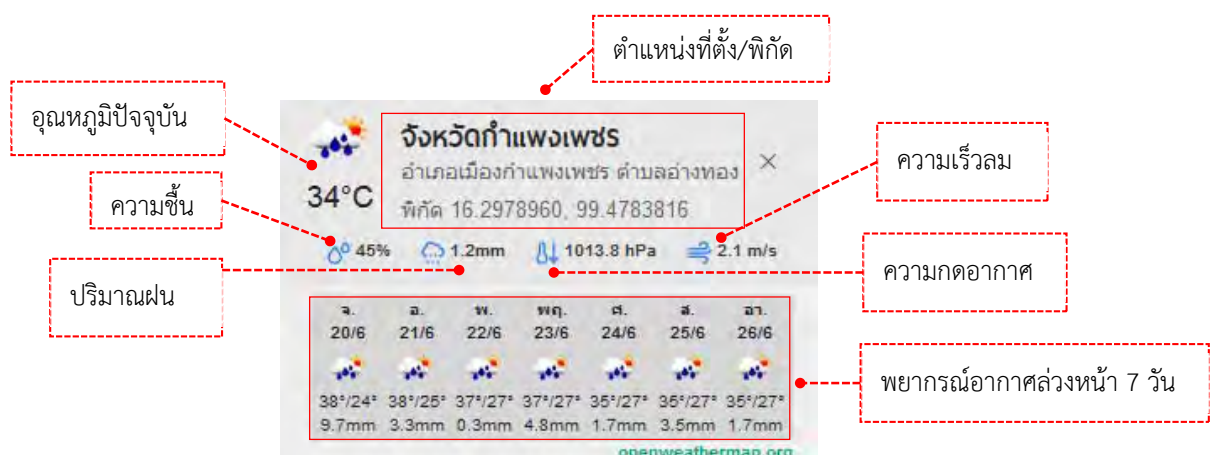 ตำแหน่งที่ตั้ง/พิกัด
อุณหภูมิปัจจุบัน
จังหวัดกำแพงเพชร
ความเร็วลม
อำเภอเมืองกำแพงเพชร ตำบลอ่างทอง
34°C
ความชื้น
พิกัด 16.2978960, 99.4783816
45% 1.2mm 1013.8 hPa 2.1 m/s
ความกดอากาศ
ปริมาณฝน
จ. อ. พ. พฤ. ศ. ส. อา.
20/6 21/6 22/6 23/6 24/6 25/6 26/6
พยากรณ์อากาศล่วงหน้า 7 วัน
38°/24° 38°/25° 37°/27° 37°/27° 35°/27° 35°/27° 35°/27°
9.7mm 3.3mm 0.3mm 4.8mm 1.7mm 3.5mm 1.7mm
openweathermap.org